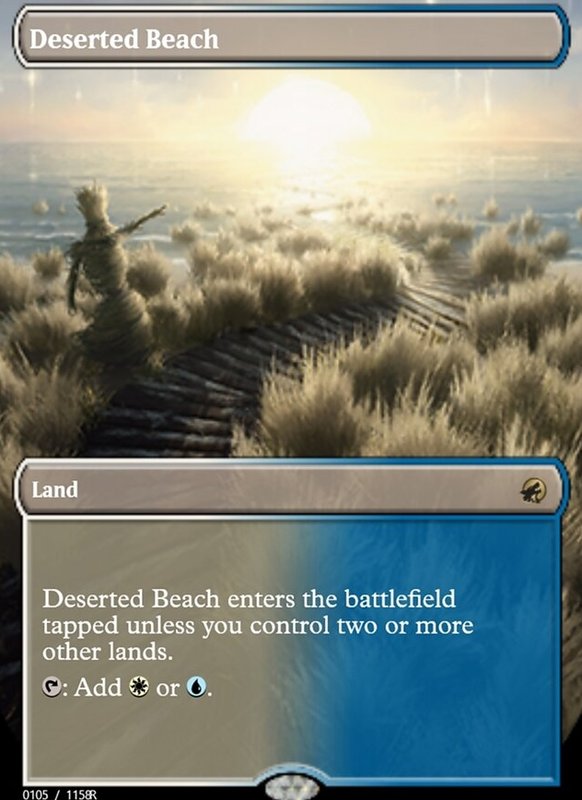 Deserted Beach
Land
Deserted Beach enters the battlefield
tapped unless you control two or more
other lands.
: Add or .
0105 / 1158R